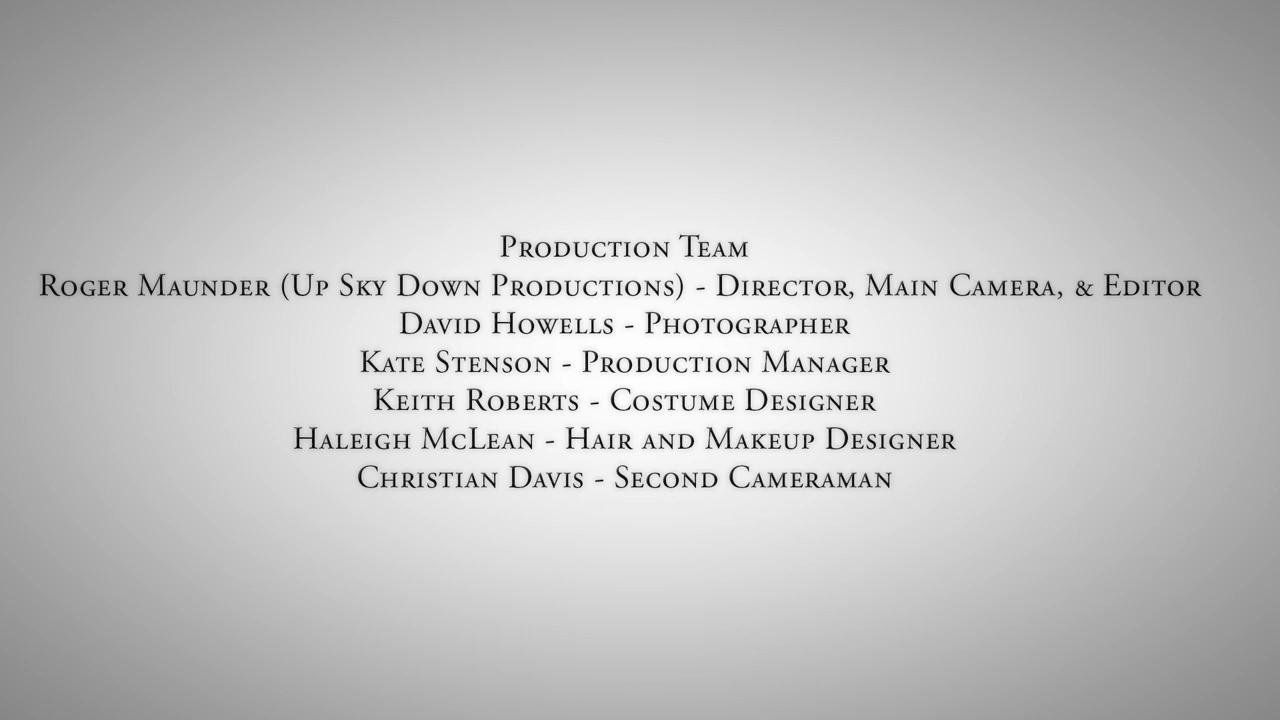 Production Team
Roger Maunder (Up Sky Down Productions) - Director, Main Camera, & Editor
David Howells - Photographer
Kate Stenson - Production Manager
Keith Roberts - Costume Designer
Haleigh McLean - Hair and Makeup Designer
Christian Davis - Second Cameraman